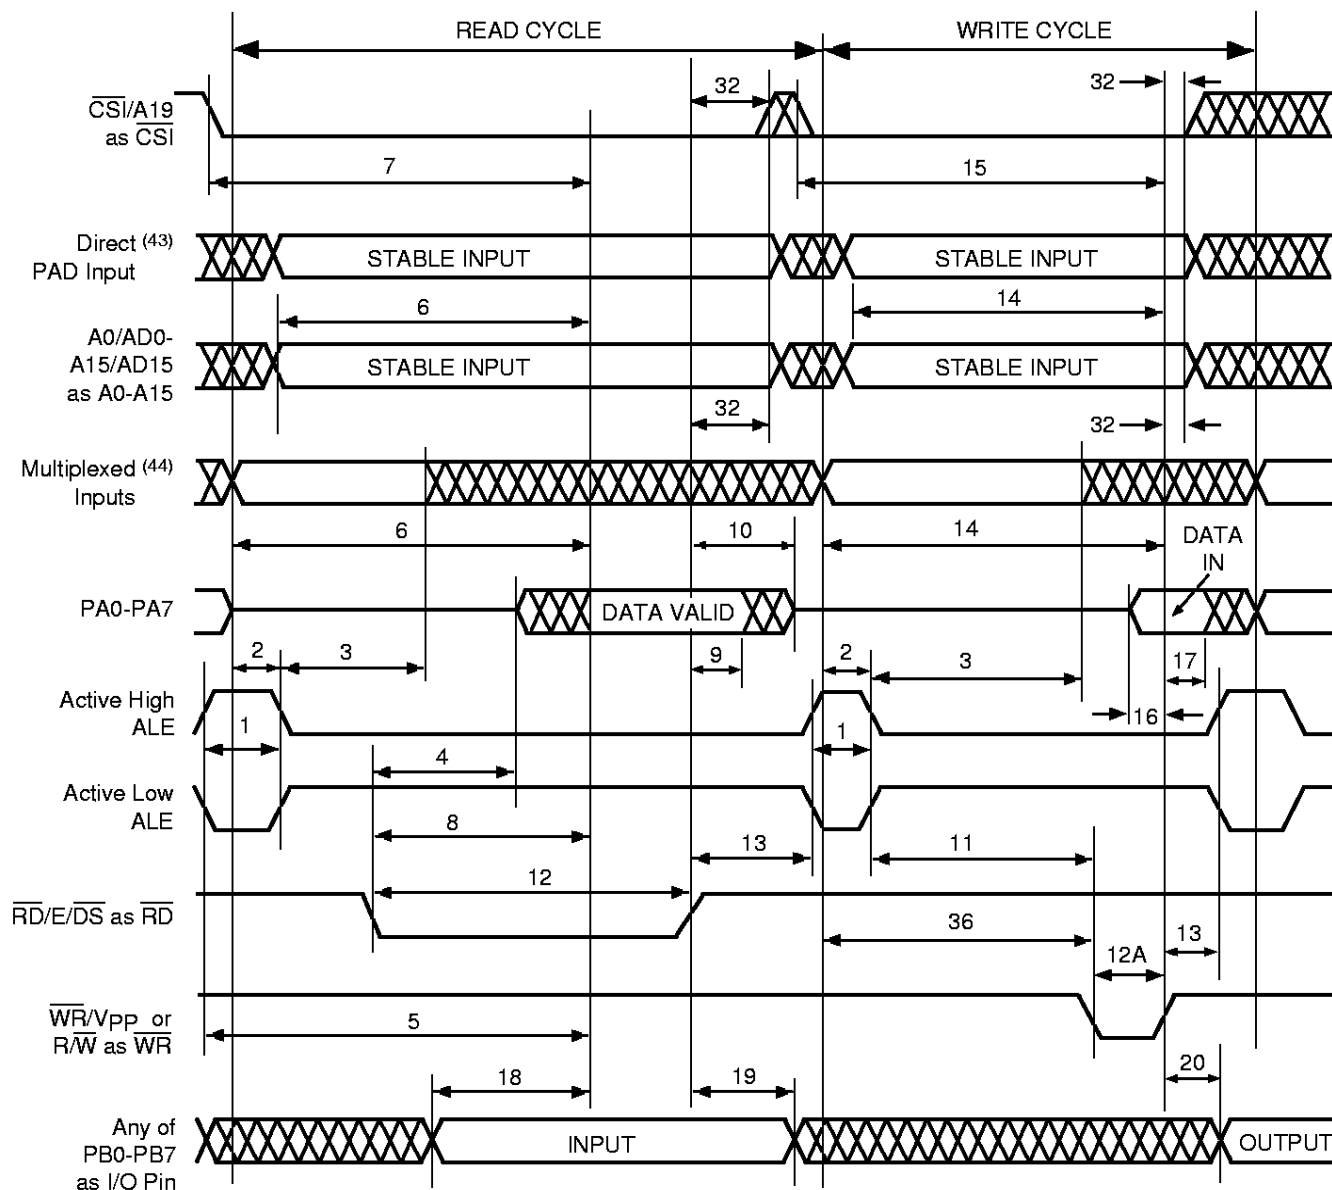 READ CYCLE
WRITE CYCLE
32
32
CSI/A19
as CSI
7
15
Direct (43)
PAD Input
STABLE INPUT
STABLE INPUT
6
14
A0/AD0-
A15/AD15
as A0-A15
STABLE INPUT
STABLE INPUT
32
32
Multiplexed (44)
Inputs
6
10
14
DATA
IN
PA0-PA7
DATA VALID
2
3
9
2
3
17
Active High
ALE
1
1
16
4
Active Low
ALE
8
13
11
12
RD/E/DS as RD
36
13
12A
WR/VPP or
R/W as WR
5
18
19
20
Any of
PB0-PB7
as I/O Pin
INPUT
OUTPUT